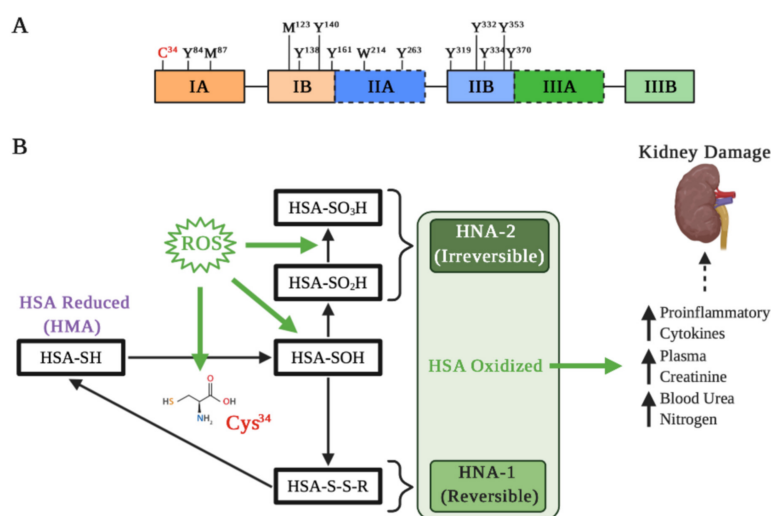 A
C³⁴ Y⁸⁴ M⁸⁷ M¹²³ Y¹³⁸ Y¹⁴⁰ Y¹⁶¹ W²¹⁴ Y²⁶³ Y³¹⁹ Y³³² Y³³⁴ Y³⁵³ Y³⁷⁰
IA IB IIA IIB IIIA IIIB
B
Kidney Damage
ROS
HSA-SO₃H
HSA-SO₂H
HNA-2
(Irreversible)
HSA Reduced
(HMA)
HSA-SH
HSA-SOH
HSA Oxidized
Proinflammatory
Cytokines
Plasma
Creatinine
Blood Urea
Nitrogen
O
HS
OH
NH₂
Cys³⁴
HSA-S-S-R
HNA-1
(Reversible)